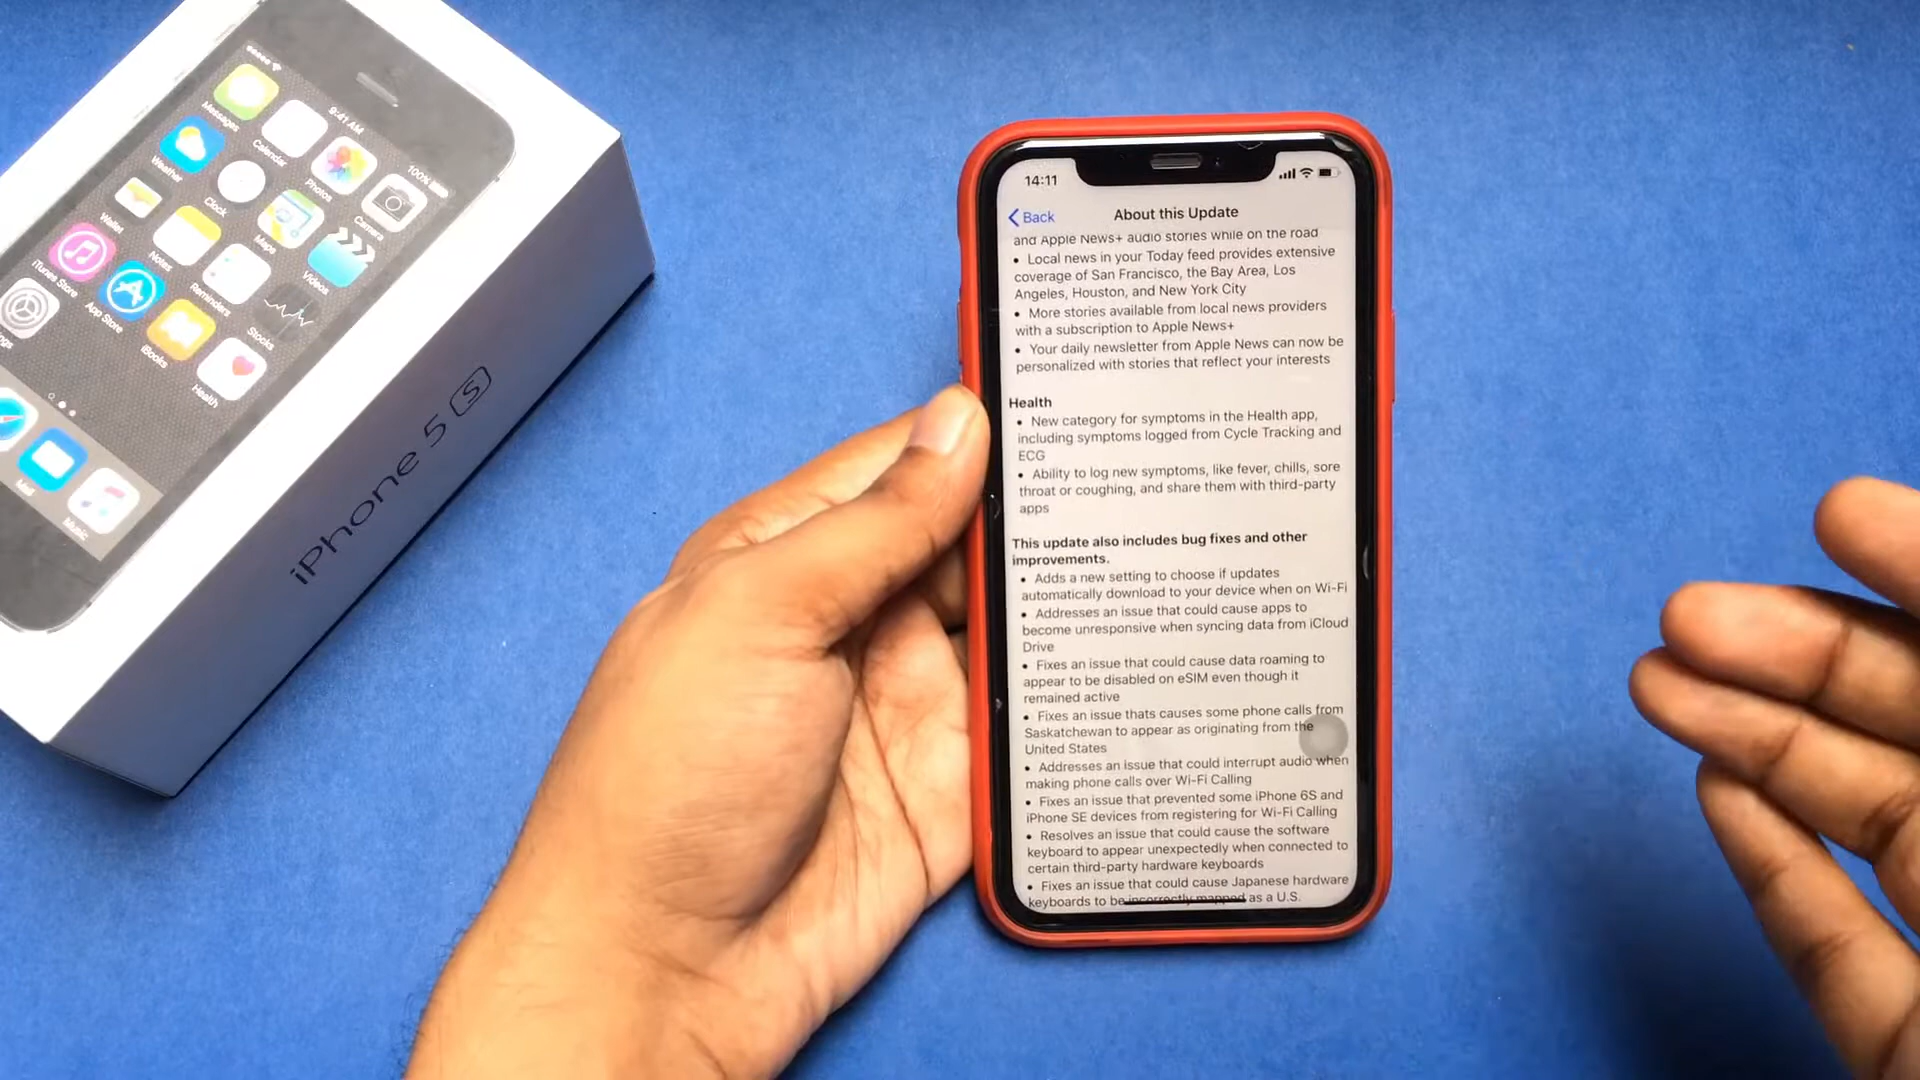 9:41 AM
100%
Messages
Calendar
Photos
Camera
Weather
Clock
Maps
Videos
Wallet
Notes
Reminders
Stocks
iTunes Store
App Store
iBooks
Health
Mail
Music
iPhone 5 S
14:11
Back
About this Update
and Apple News+ audio stories while on the road
• Local news in your Today feed provides extensive
coverage of San Francisco, the Bay Area, Los
Angeles, Houston, and New York City
• More stories available from local news providers
with a subscription to Apple News+
• Your daily newsletter from Apple News can now be
personalized with stories that reflect your interests
Health
• New category for symptoms in the Health app,
including symptoms logged from Cycle Tracking and
ECG
• Ability to log new symptoms, like fever, chills, sore
throat or coughing, and share them with third-party
apps
This update also includes bug fixes and other
improvements.
• Adds a new setting to choose if updates
automatically download to your device when on Wi-Fi
• Addresses an issue that could cause apps to
become unresponsive when syncing data from iCloud
Drive
• Fixes an issue that could cause data roaming to
appear to be disabled on eSIM even though it
remained active
• Fixes an issue thats causes some phone calls from
Saskatchewan to appear as originating from the
United States
• Addresses an issue that could interrupt audio when
making phone calls over Wi-Fi Calling
• Fixes an issue that prevented some iPhone 6S and
iPhone SE devices from registering for Wi-Fi Calling
• Resolves an issue that could cause the software
keyboard to appear unexpectedly when connected to
certain third-party hardware keyboards
• Fixes an issue that could cause Japanese hardware
keyboards to be incorrectly mapped as a U.S.